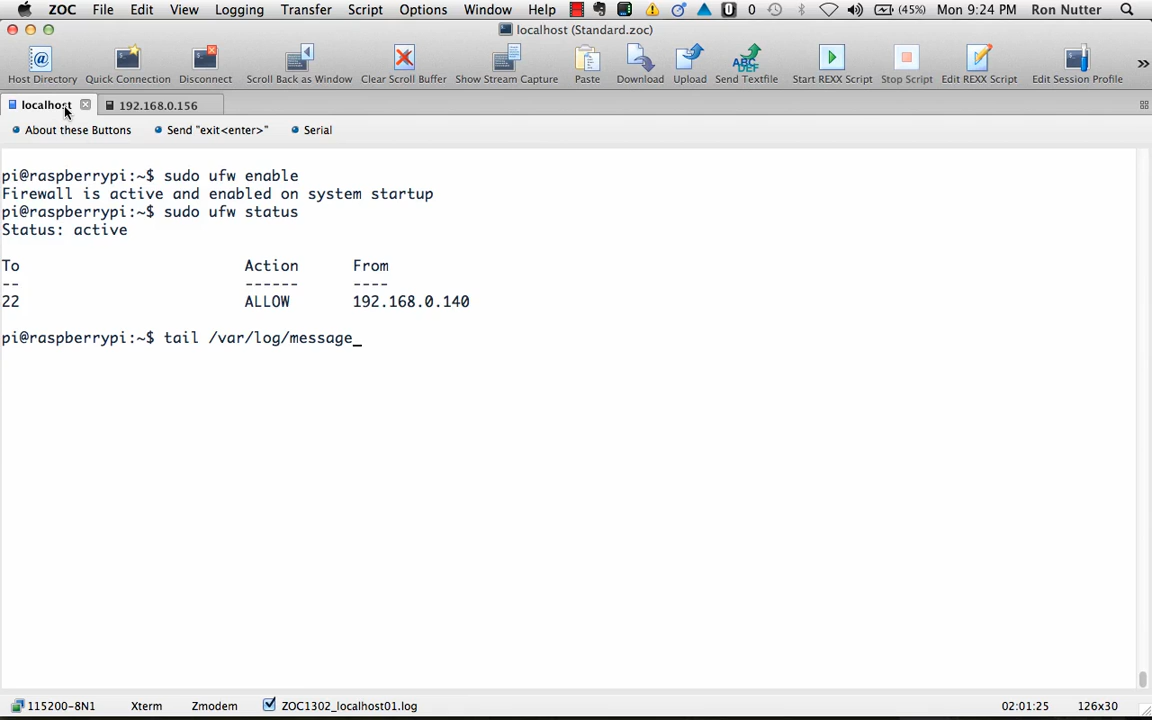 ZOC File Edit View Logging Transfer Script Options Window Help 0 (45%) Mon 9:24 PM Ron Nutter
localhost (Standard.zoc)
Host Directory Quick Connection Disconnect Scroll Back as Window Clear Scroll Buffer Show Stream Capture Paste Download Upload Send Textfile Start REXX Script Stop Script Edit REXX Script Edit Session Profile
localhost 192.168.0.156
About these Buttons Send "exit<enter>" Serial
pi@raspberrypi:~$ sudo ufw enable
Firewall is active and enabled on system startup
pi@raspberrypi:~$ sudo ufw status
Status: active
To Action From
-- ------ ----
22 ALLOW 192.168.0.140
pi@raspberrypi:~$ tail /var/log/message_
115200-8N1 Xterm Zmodem ZOC1302_localhost01.log 02:01:25 126x30